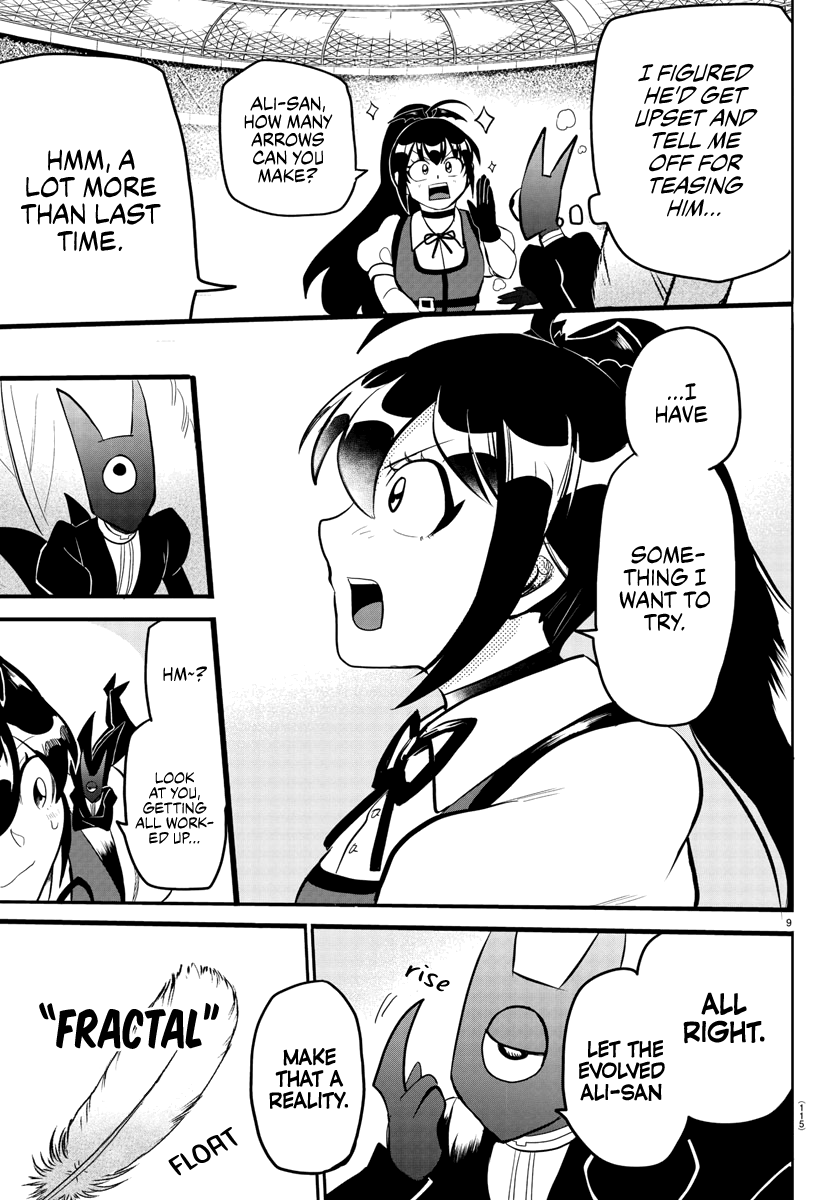 I FIGURED
HE'D GET
UPSET AND
TELL ME
OFF FOR
TEASING
HIM...
ALI-SAN,
HOW MANY
ARROWS
CAN YOU
MAKE?
HMM, A
LOT MORE
THAN LAST
TIME.
...I
HAVE
SOME-
THING I
WANT TO
TRY.
HM~?
LOOK
AT YOU,
GETTING
ALL WORK-
ED UP...
9
ALL
RIGHT.
LET THE
EVOLVED
ALI-SAN
rise
MAKE
THAT A
REALITY.
"FRACTAL"
FLOAT
(115)